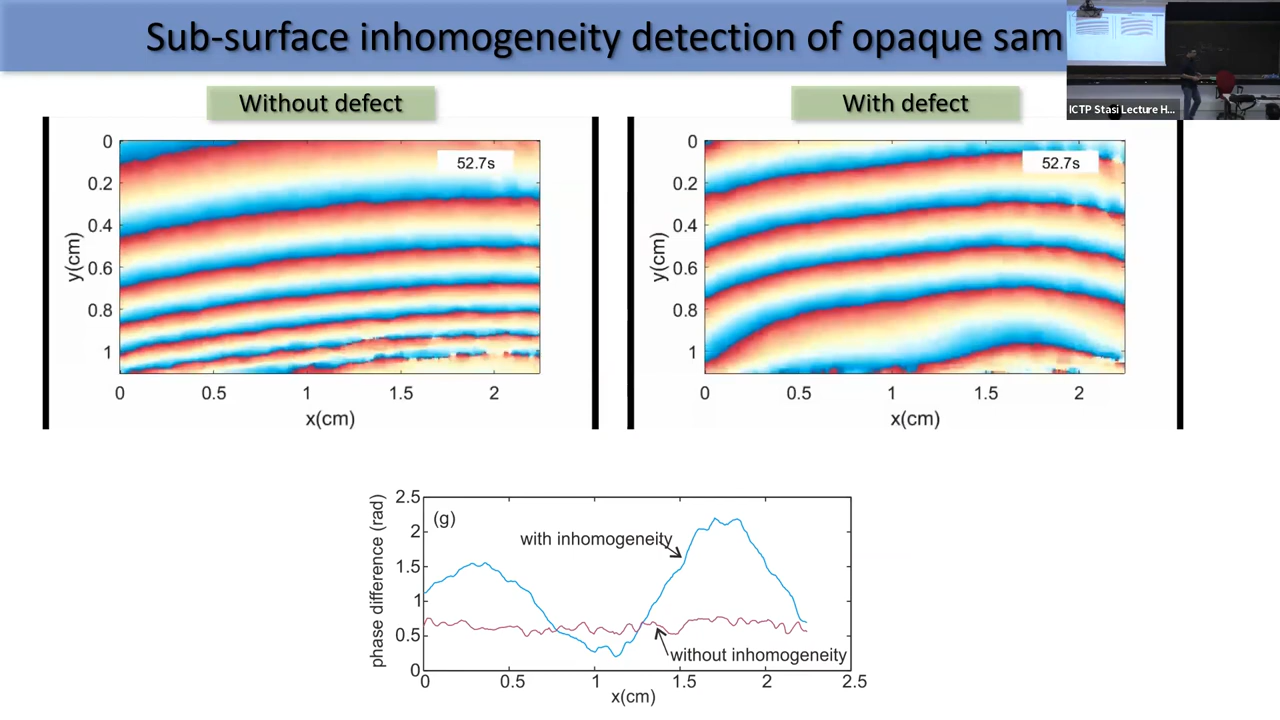 Sub-surface inhomogeneity detection of opaque sam
ICTP Stasi Lecture H...
Without defect
With defect
0
0.2
0.4
0.6
0.8
1
y(cm)
52.7s
0
0.5
1
1.5
2
x(cm)
0
0.2
0.4
0.6
0.8
1
y(cm)
52.7s
0
0.5
1
1.5
2
x(cm)
2.5
2
1.5
1
0.5
0
phase difference (rad)
(g)
with inhomogeneity
without inhomogeneity
0
0.5
1
1.5
2
2.5
x(cm)